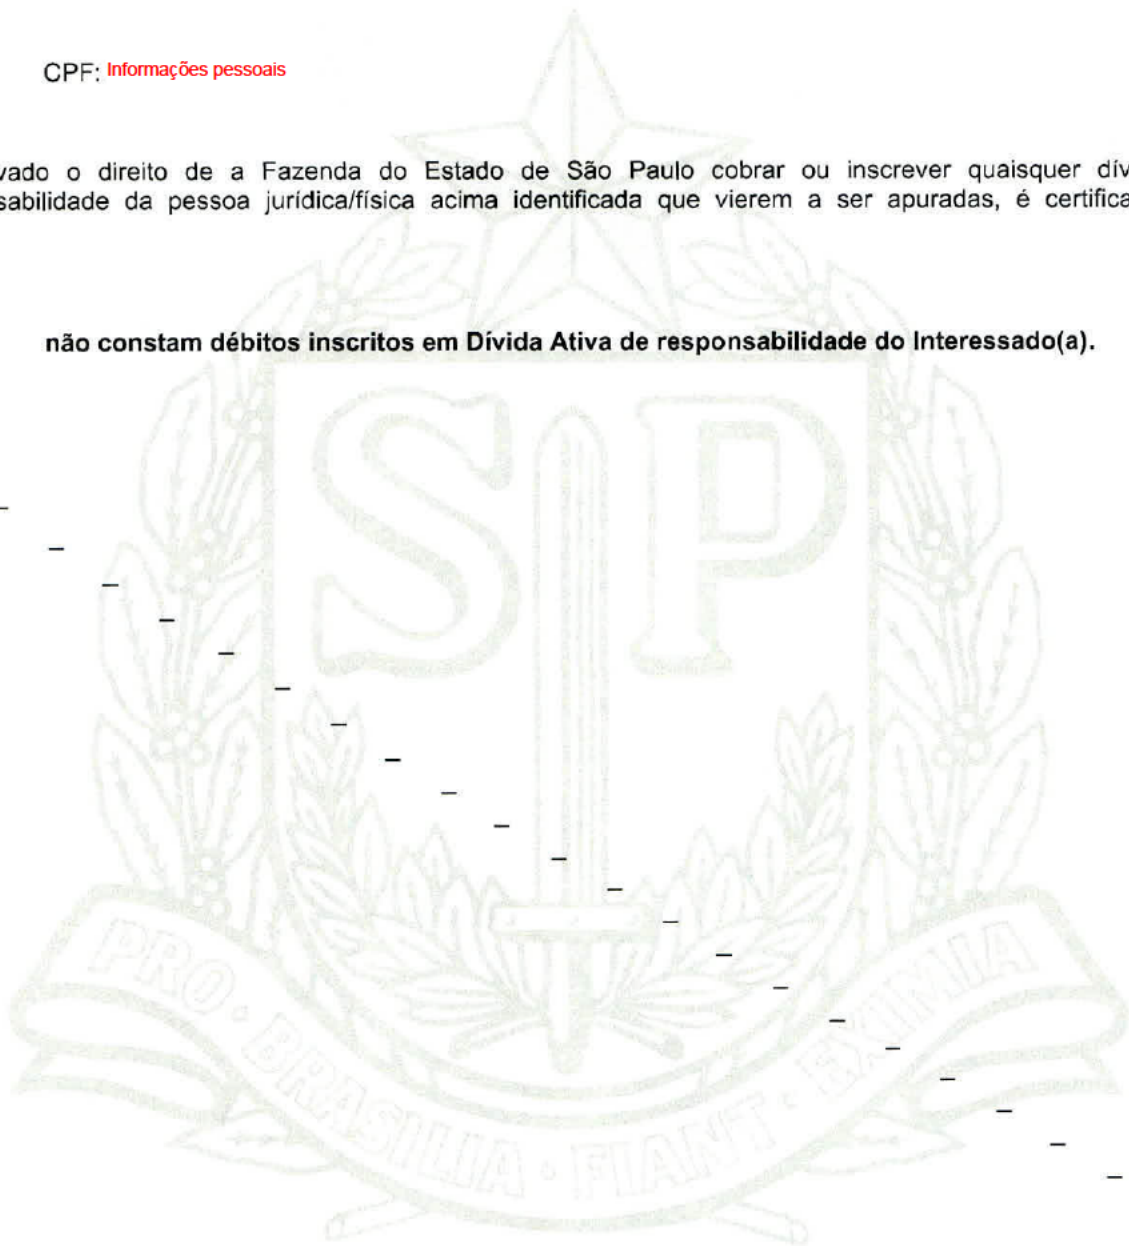 CPF: Informações pessoais
vado o direito de a Fazenda do Estado de São Paulo cobrar ou inscrever quaisquer dív
sabilidade da pessoa jurídica/física acima identificada que vierem a ser apuradas, é certifica
não constam débitos inscritos em Dívida Ativa de responsabilidade do Interessado(a).
SP
PRO · BRASILIA · FIANT · EXIMIA